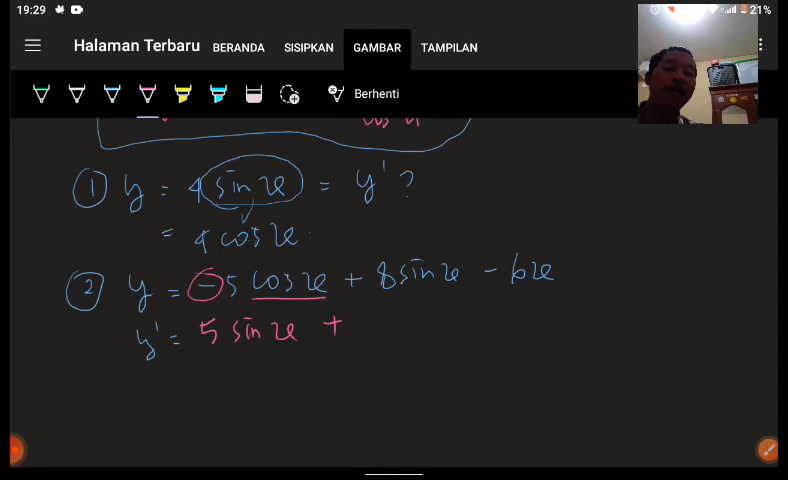 19:29 21%
Halaman Terbaru BERANDA SISIPKAN GAMBAR TAMPILAN
Berhenti
cos x
① y = 4 sin x = y' ?
= 4 cos x
② y = -5 cos x + 8 sin x - 6x
y' = 5 sin x +